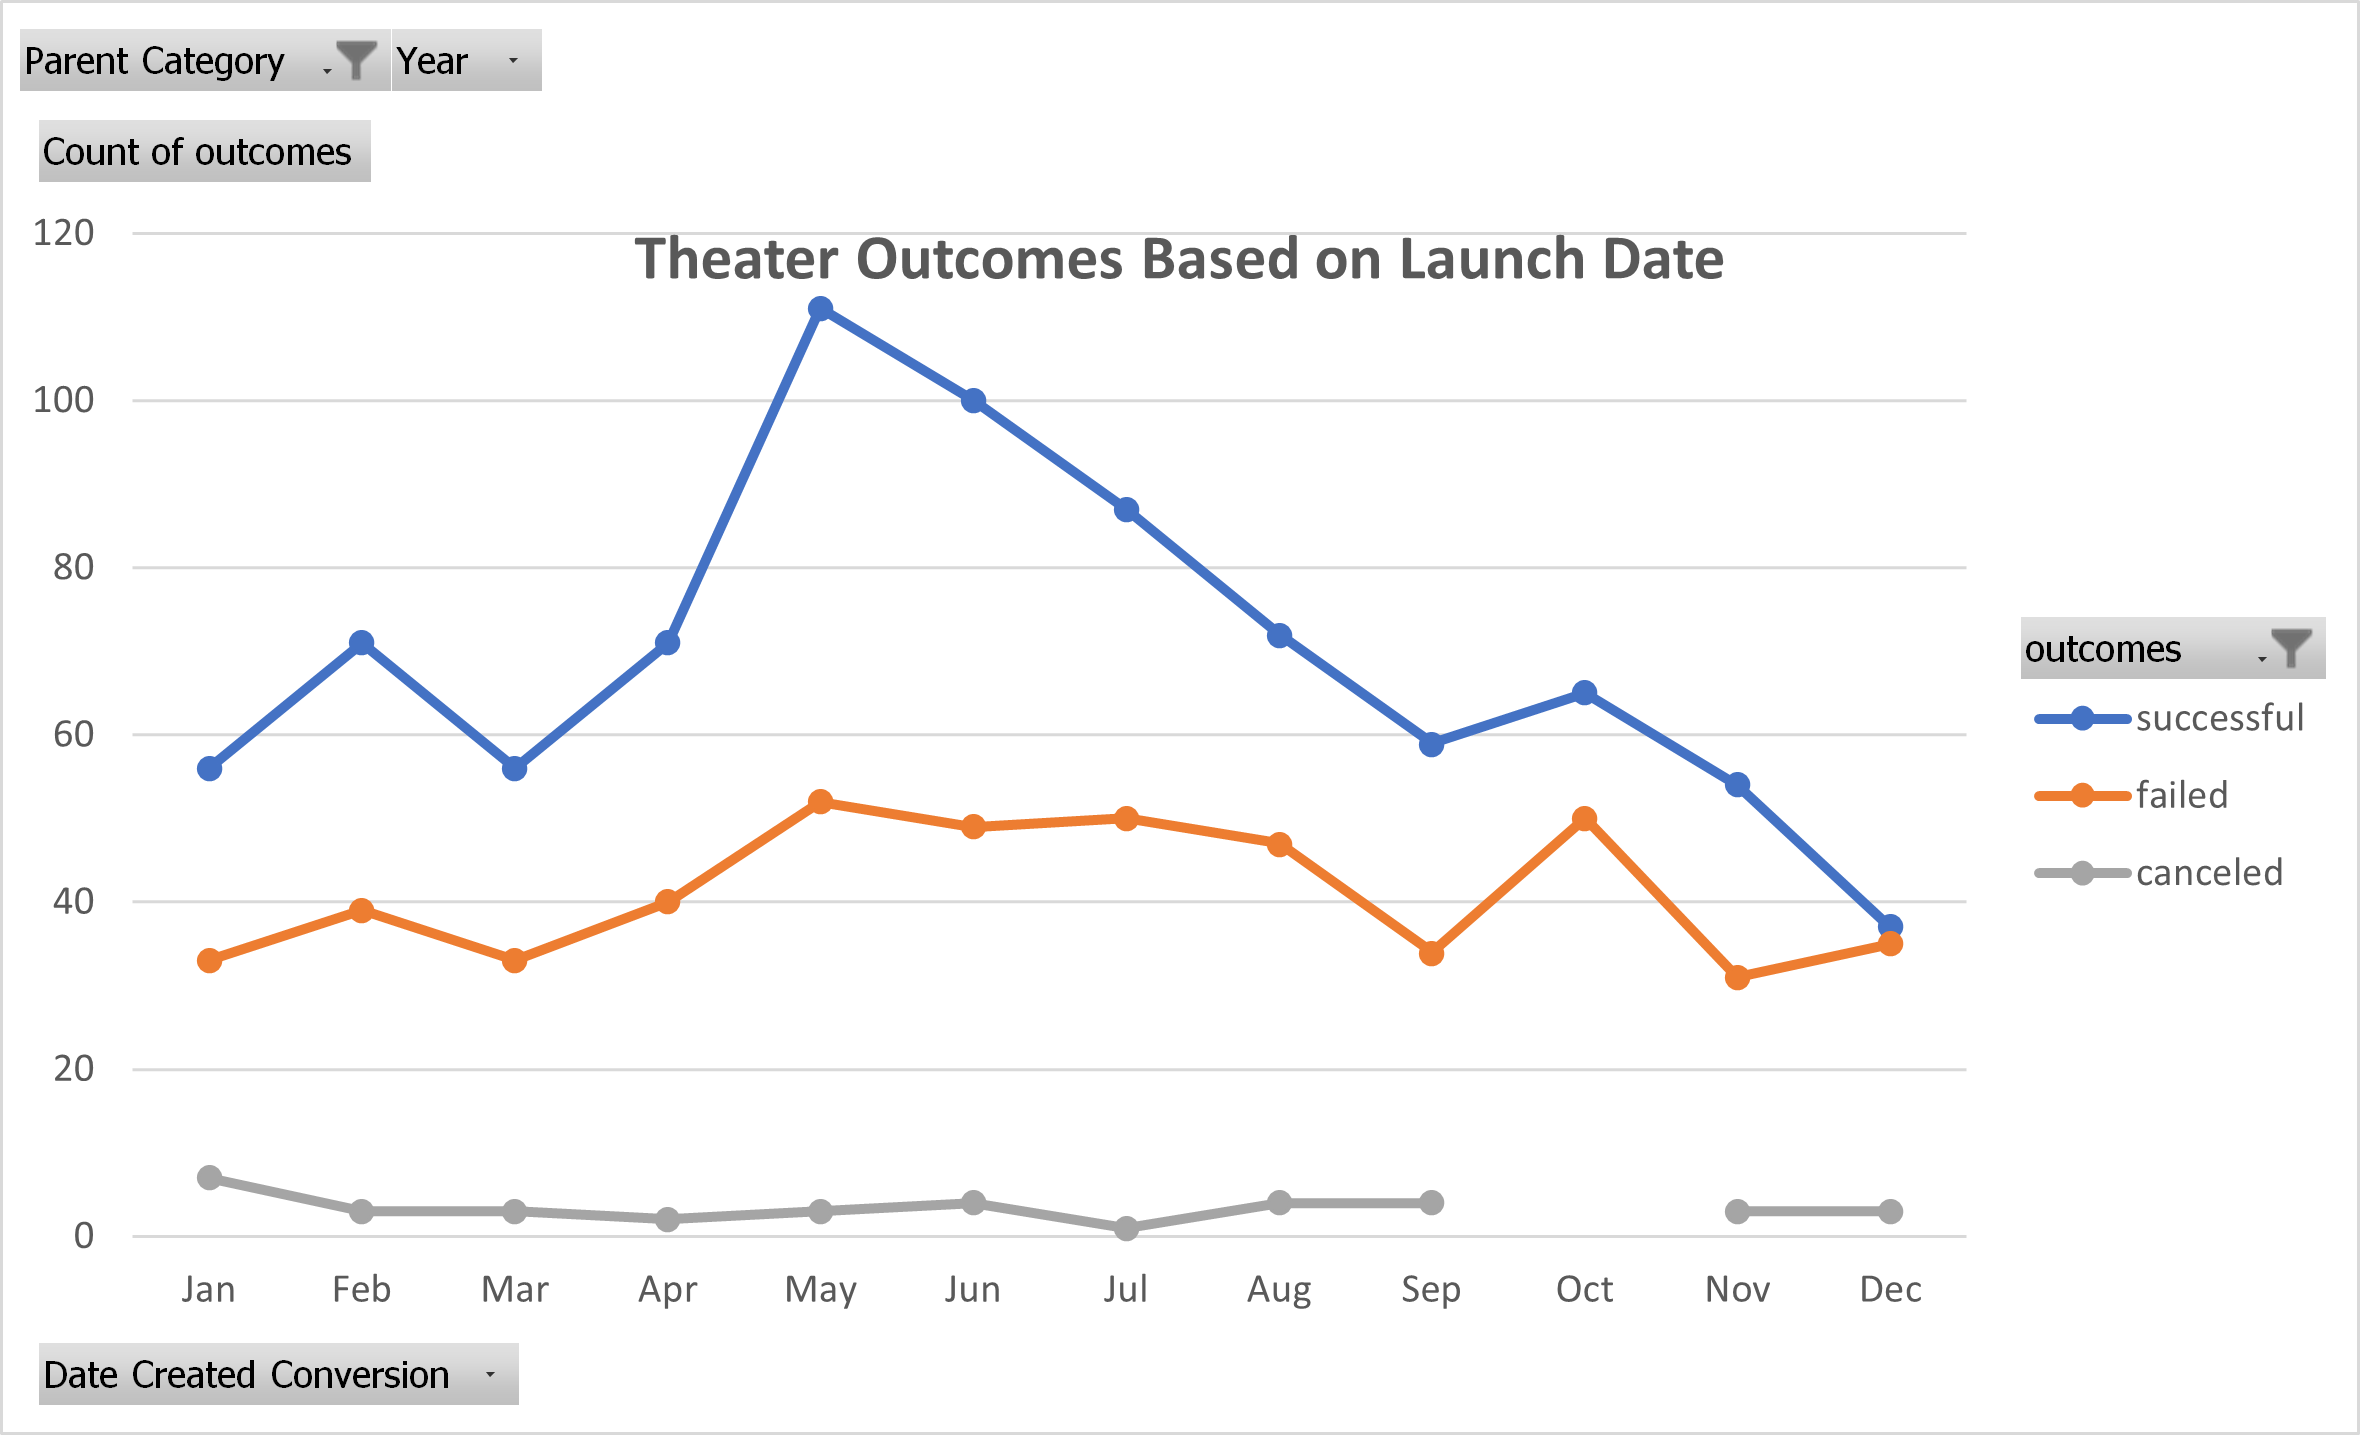 Parent Category Year
Count of outcomes
Theater Outcomes Based on Launch Date
120
100
80
60
40
20
0
Jan Feb Mar Apr May Jun Jul Aug Sep Oct Nov Dec
outcomes
successful
failed
canceled
Date Created Conversion